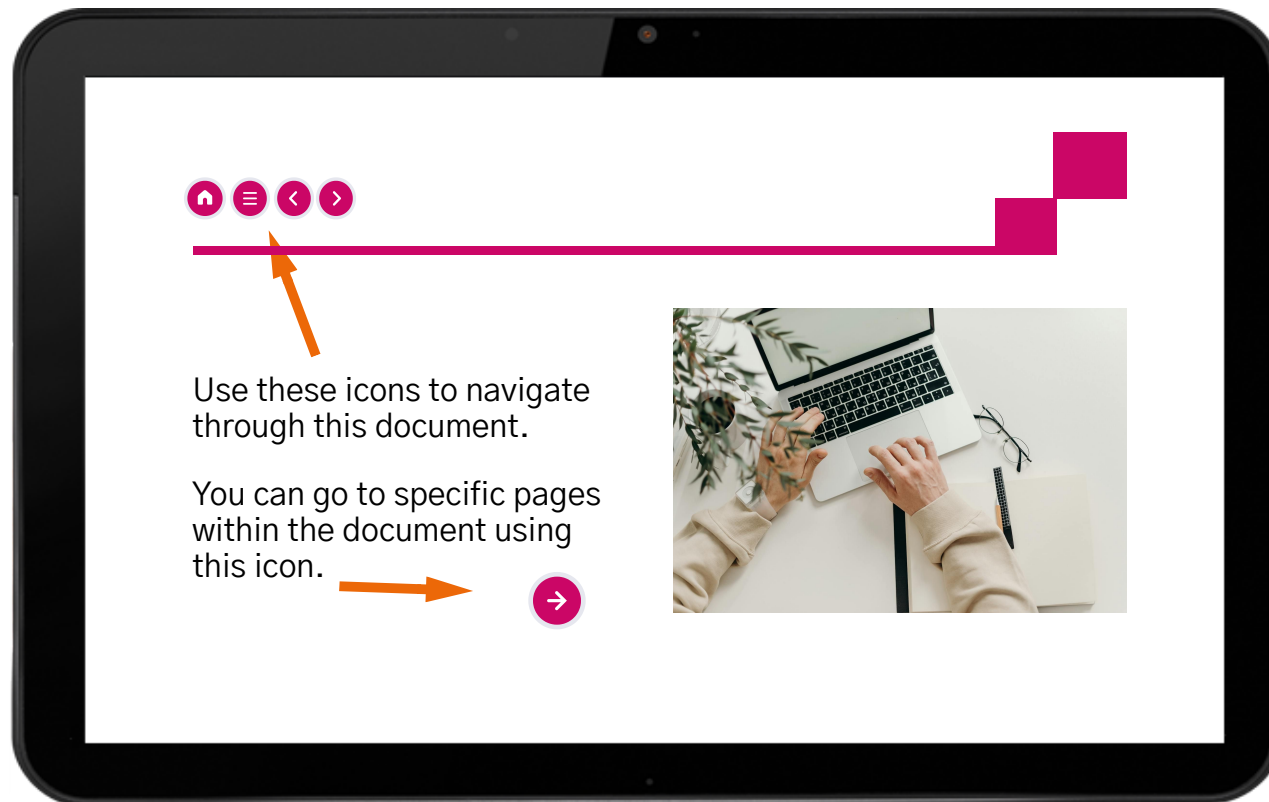 Use these icons to navigate
through this document.
You can go to specific pages
within the document using
this icon.